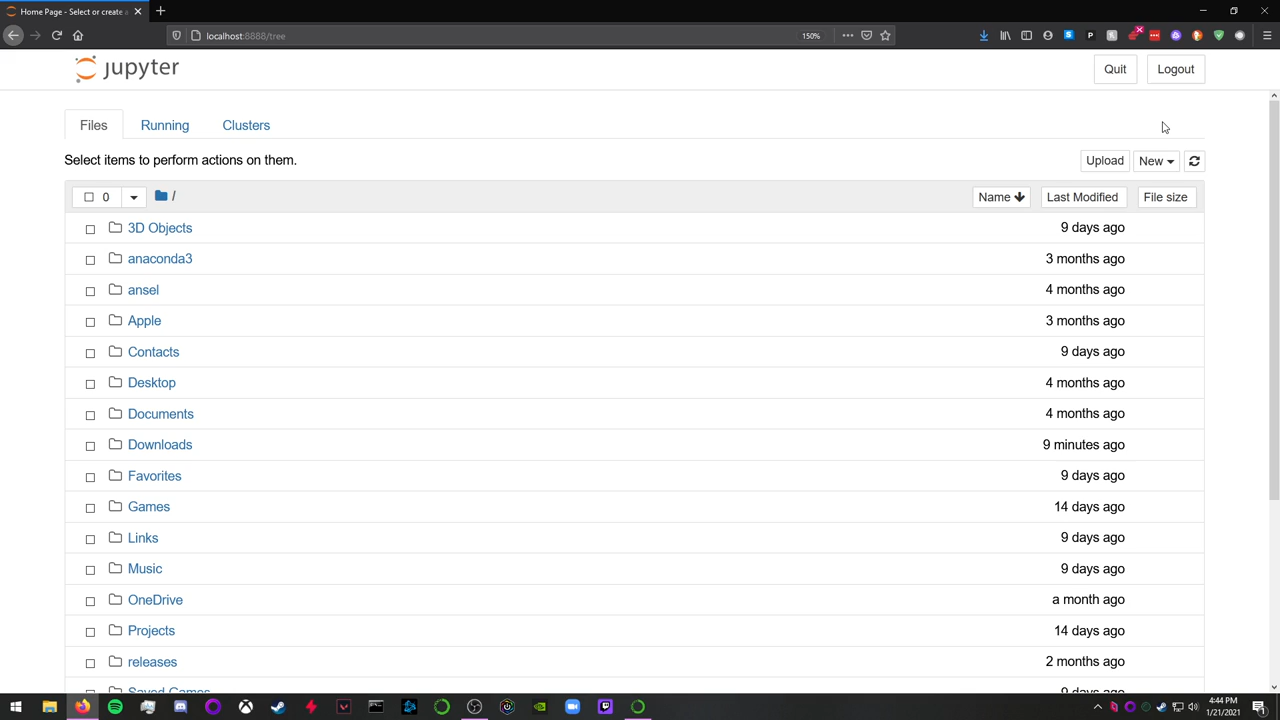 Home Page - Select or create a
localhost:8888/tree
150%
jupyter
Quit
Logout
Files
Running
Clusters
Select items to perform actions on them.
Upload
New
0
/
Name
Last Modified
File size
3D Objects
9 days ago
anaconda3
3 months ago
ansel
4 months ago
Apple
3 months ago
Contacts
9 days ago
Desktop
4 months ago
Documents
4 months ago
Downloads
9 minutes ago
Favorites
9 days ago
Games
14 days ago
Links
9 days ago
Music
9 days ago
OneDrive
a month ago
Projects
14 days ago
releases
2 months ago
Saved Games
9 days ago
4:44 PM
1/21/2021